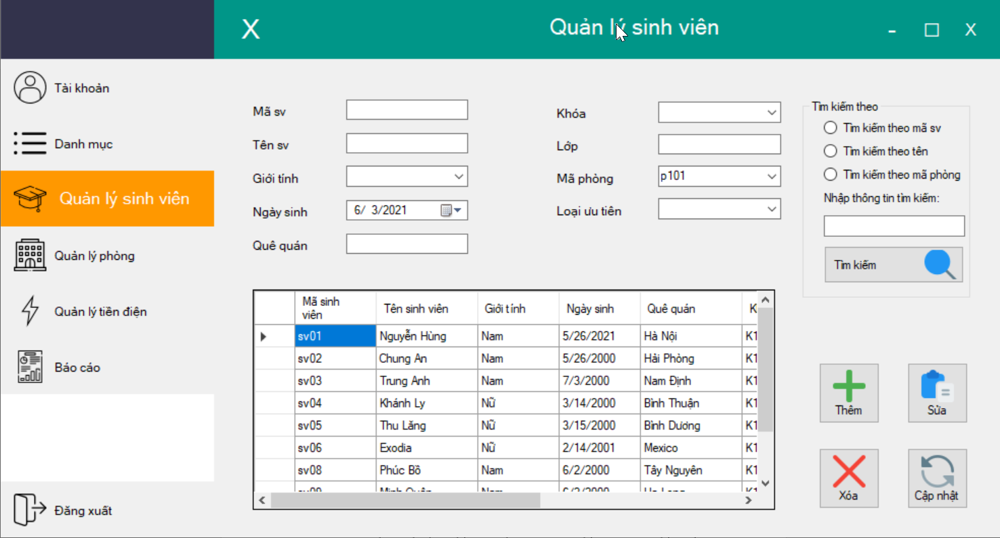 X
Quản lý sinh viên
- □ X
Tài khoản
Danh mục
Quản lý sinh viên
Quản lý phòng
Quản lý tiền điện
Báo cáo
Đăng xuất
Mã sv
Tên sv
Giới tính
Ngày sinh 6/ 3/2021
Quê quán
Khóa
Lớp
Mã phòng p101
Loại ưu tiên
Tìm kiếm theo
Tìm kiếm theo mã sv
Tìm kiếm theo tên
Tìm kiếm theo mã phòng
Nhập thông tin tìm kiếm:
Tìm kiếm
Mã sinh viên Tên sinh viên Giới tính Ngày sinh Quê quán K
sv01 Nguyễn Hùng Nam 5/26/2021 Hà Nội K1
sv02 Chung An Nam 5/26/2000 Hải Phòng K1
sv03 Trung Anh Nam 7/3/2000 Nam Định K1
sv04 Khánh Ly Nữ 3/14/2000 Bình Thuận K1
sv05 Thu Lăng Nữ 3/15/2000 Bình Dương K1
sv06 Exodia Nữ 2/14/2001 Mexico K1
sv08 Phúc Bồ Nam 6/2/2000 Tây Nguyên K1
Thêm
Sửa
Xóa
Cập nhật